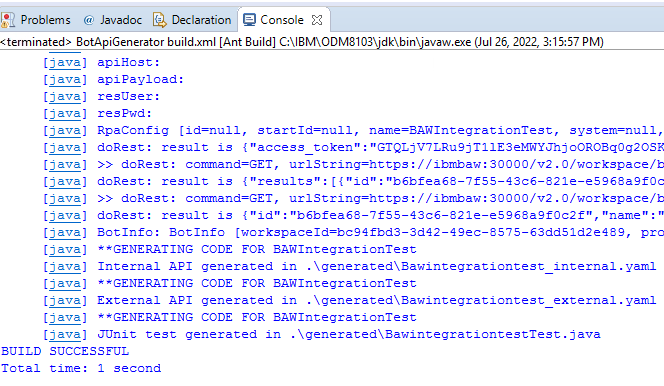 Problems @ Javadoc Declaration Console
<terminated> BotApiGenerator build.xml [Ant Build] C:\IBM\ODM8103\jdk\bin\javaw.exe (Jul 26, 2022, 3:15:57 PM)
[java] apiHost:
[java] apiPayload:
[java] resUser:
[java] resPwd:
[java] RpaConfig [id=null, startId=null, name=BAWIntegrationTest, system=null,
[java] doRest: result is {"access_token":"GTQLjV7LRu9jT1lE3eMWYJhjoOROBq0g2OSK
[java] >> doRest: command=GET, urlString=https://ibmbaw:30000/v2.0/workspace/b
[java] doRest: result is {"results":[{"id":"b6bfea68-7f55-43c6-821e-e5968a9f0c
[java] >> doRest: command=GET, urlString=https://ibmbaw:30000/v2.0/workspace/b
[java] doRest: result is {"id":"b6bfea68-7f55-43c6-821e-e5968a9f0c2f","name":"
[java] BotInfo: BotInfo [workspaceId=bc94fbd3-3d42-49ec-8575-63dd51d2e489, pro
[java] **GENERATING CODE FOR BAWIntegrationTest
[java] Internal API generated in .\generated\Bawintegrationtest_internal.yaml
[java] **GENERATING CODE FOR BAWIntegrationTest
[java] External API generated in .\generated\Bawintegrationtest_external.yaml
[java] **GENERATING CODE FOR BAWIntegrationTest
[java] JUnit test generated in .\generated\BawintegrationtestTest.java
BUILD SUCCESSFUL
Total time: 1 second